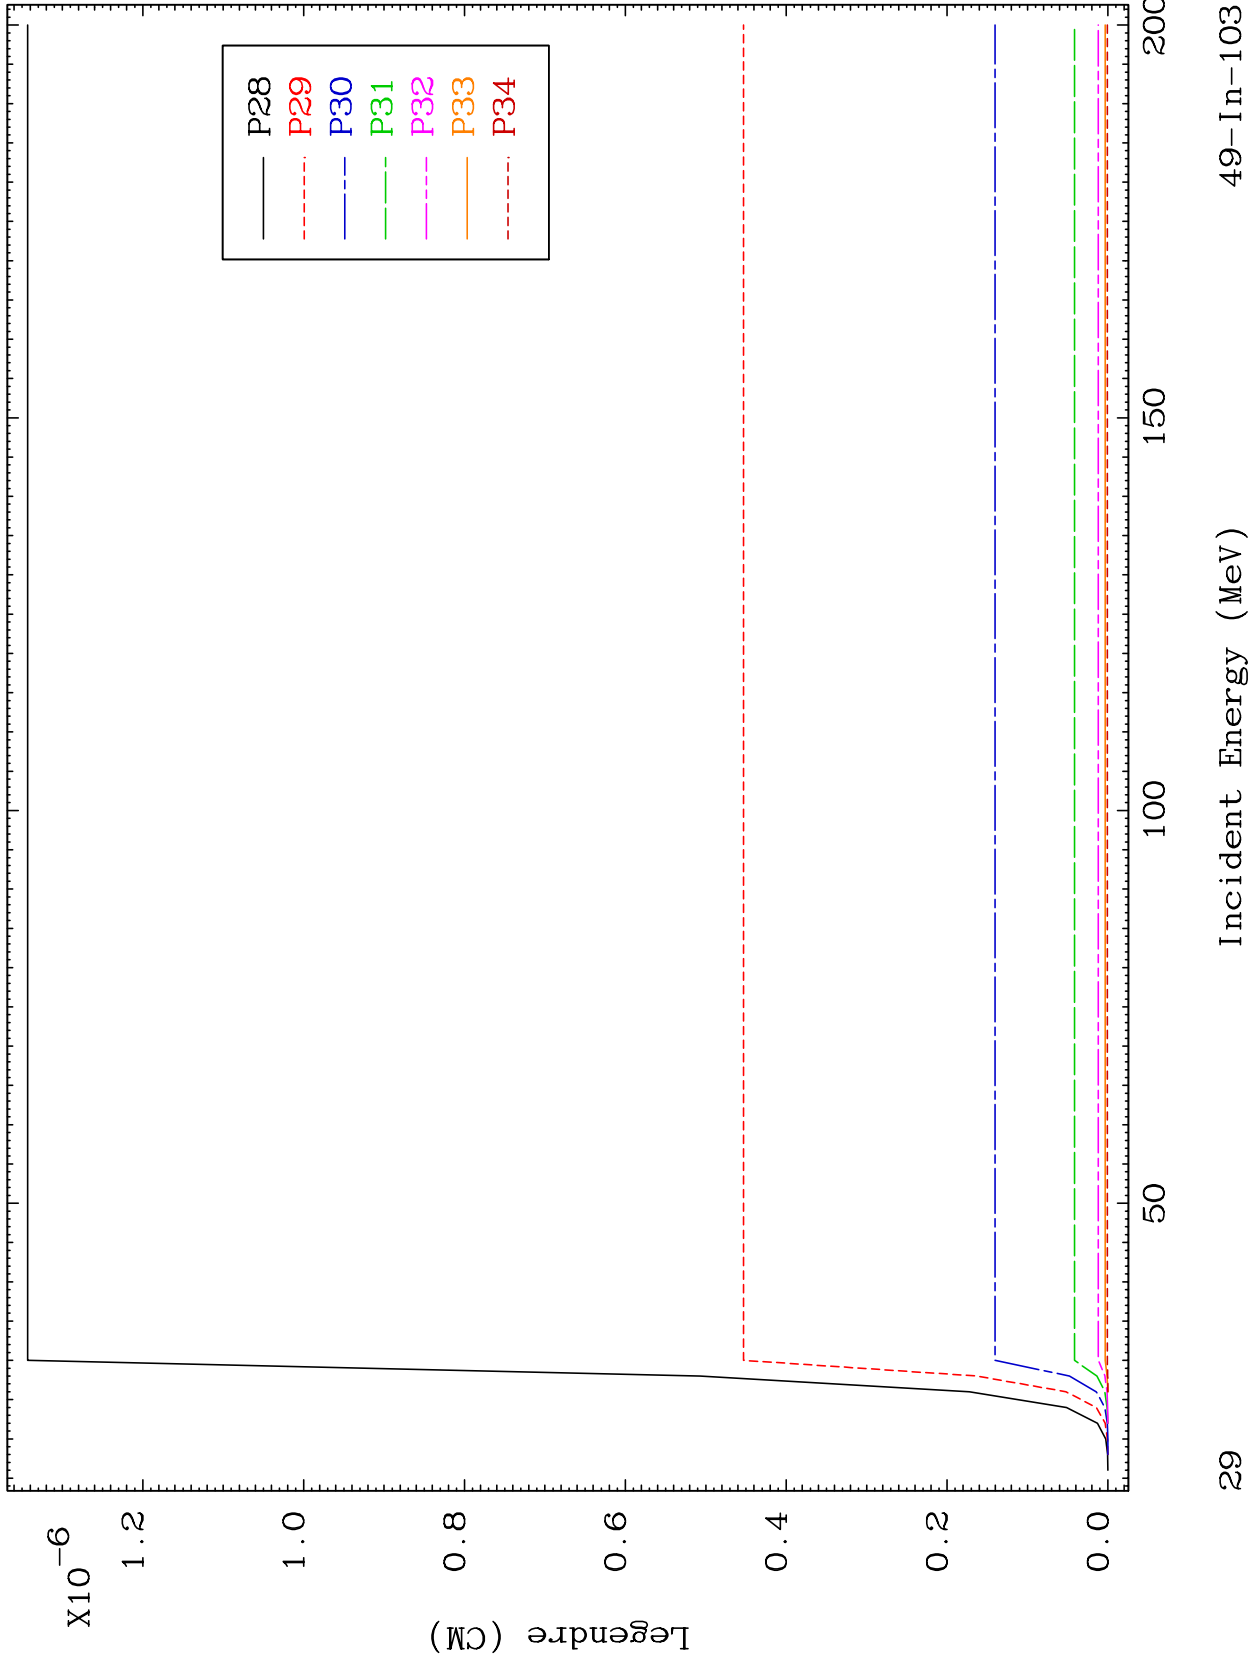 X10-6
1.2
1.0
0.8
0.6
0.4
0.2
0.0
Legendre (CM)
P28
P29
P30
P31
P32
P33
P34
50
100
150
200
29
Incident Energy (MeV)
49-In-103